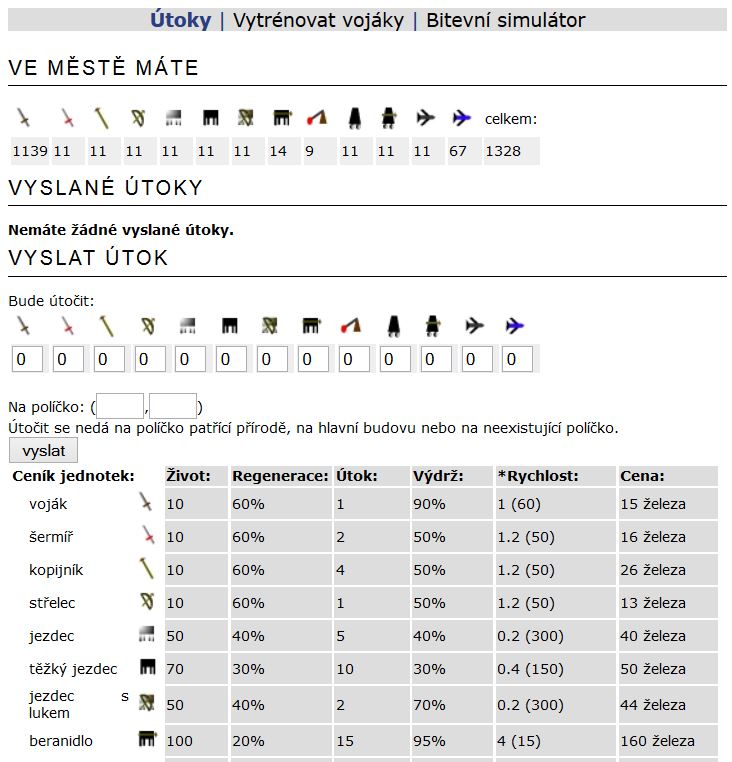 Útoky | Vytrénovat vojáky | Bitevní simulátor
VE MĚSTĚ MÁTE
celkem:
1139 11 11 11 11 11 11 14 9 11 11 11 67 1328
VYSLANÉ ÚTOKY
Nemáte žádné vyslané útoky.
VYSLAT ÚTOK
Bude útočit:
0 0 0 0 0 0 0 0 0 0 0 0 0
Na políčko: ( , )
Útočit se nedá na políčko patřící přírodě, na hlavní budovu nebo na neexistující políčko.
vyslat
Ceník jednotek: Život: Regenerace: Útok: Výdrž: *Rychlost: Cena:
voják 10 60% 1 90% 1 (60) 15 železa
šermíř 10 60% 2 50% 1.2 (50) 16 železa
kopijník 10 60% 4 50% 1.2 (50) 26 železa
střelec 10 60% 1 50% 1.2 (50) 13 železa
jezdec 50 40% 5 40% 0.2 (300) 40 železa
těžký jezdec 70 30% 10 30% 0.4 (150) 50 železa
jezdec s
lukem 50 40% 2 70% 0.2 (300) 44 železa
beranidlo 100 20% 15 95% 4 (15) 160 železa